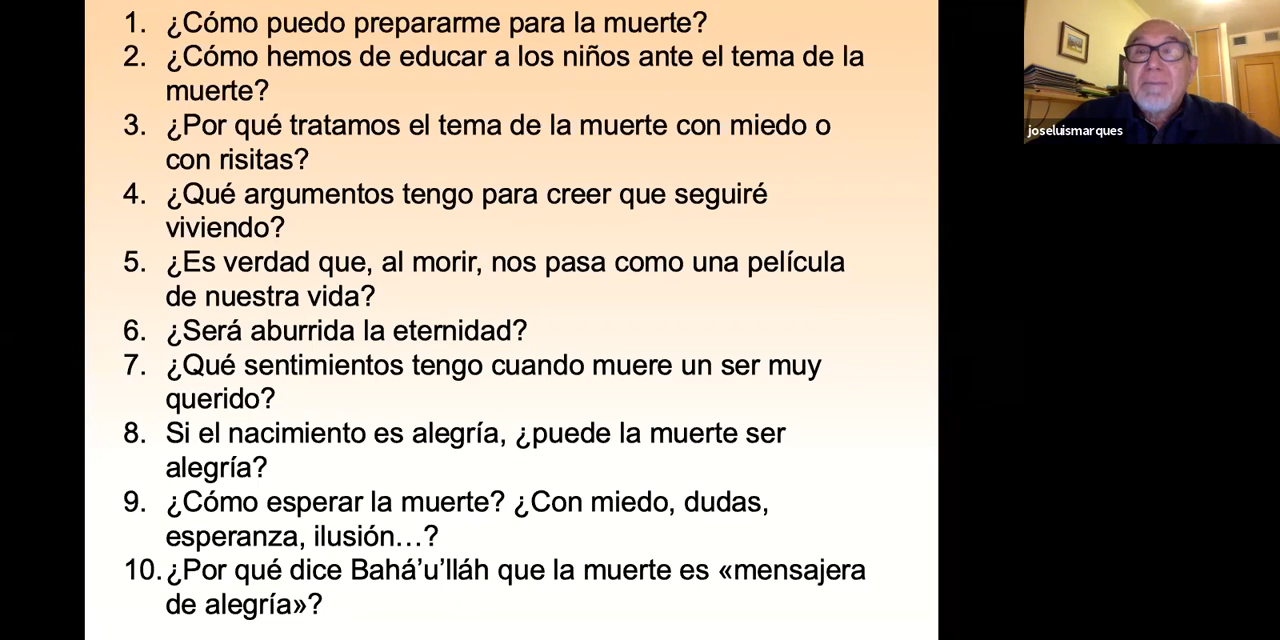 1. ¿Cómo puedo prepararme para la muerte?
2. ¿Cómo hemos de educar a los niños ante el tema de la
muerte?
3. ¿Por qué tratamos el tema de la muerte con miedo o
con risitas?
4. ¿Qué argumentos tengo para creer que seguiré
viviendo?
5. ¿Es verdad que, al morir, nos pasa como una película
de nuestra vida?
6. ¿Será aburrida la eternidad?
7. ¿Qué sentimientos tengo cuando muere un ser muy
querido?
8. Si el nacimiento es alegría, ¿puede la muerte ser
alegría?
9. ¿Cómo esperar la muerte? ¿Con miedo, dudas,
esperanza, ilusión…?
10. ¿Por qué dice Bahá’u’lláh que la muerte es «mensajera
de alegría»?
joseluismarques